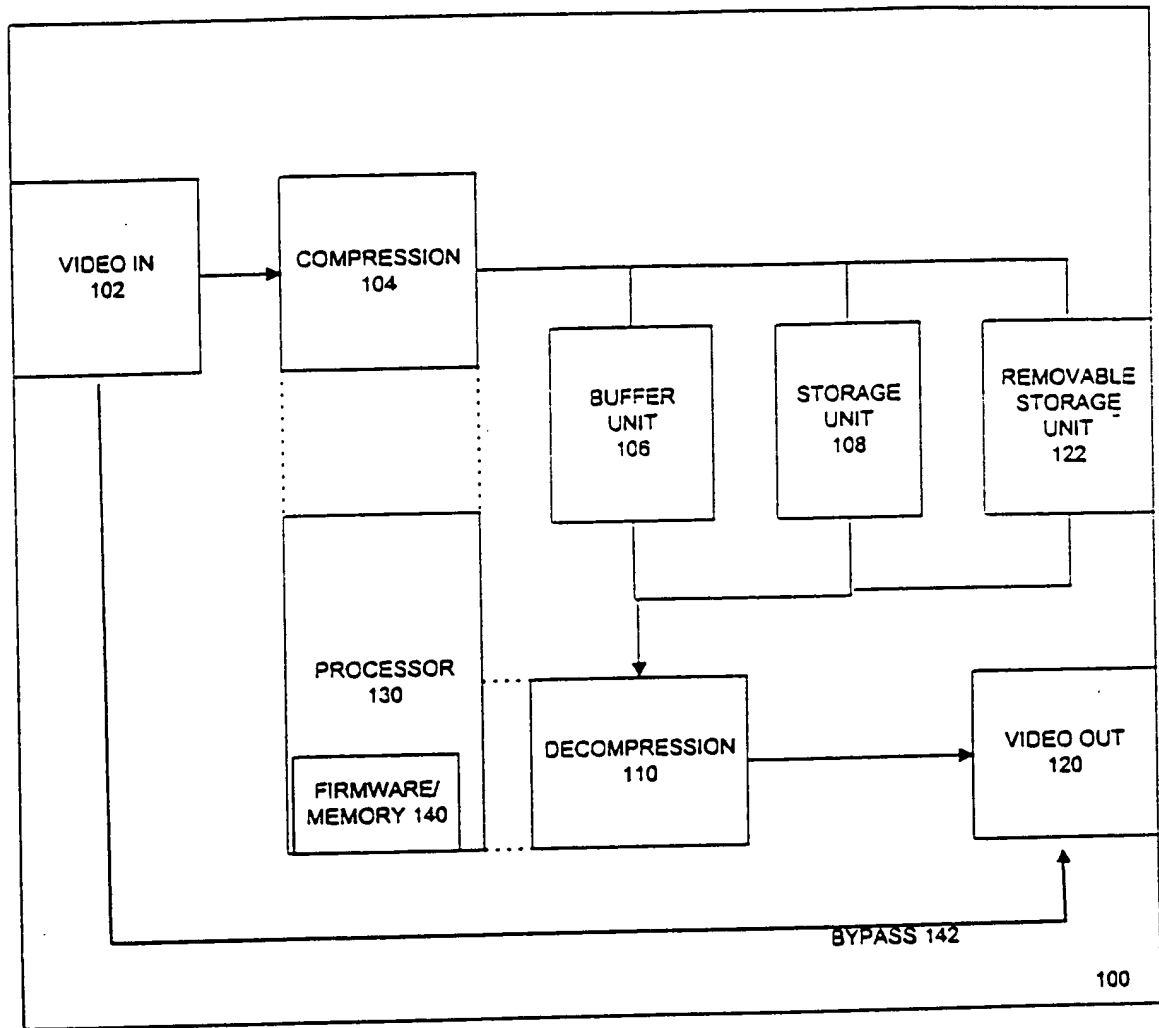 VIDEO IN
102
COMPRESSION
104
BUFFER
UNIT
106
STORAGE
UNIT
108
REMOVABLE
STORAGE
UNIT
122
PROCESSOR
130
FIRMWARE/
MEMORY 140
DECOMPRESSION
110
VIDEO OUT
120
BYPASS 142
100